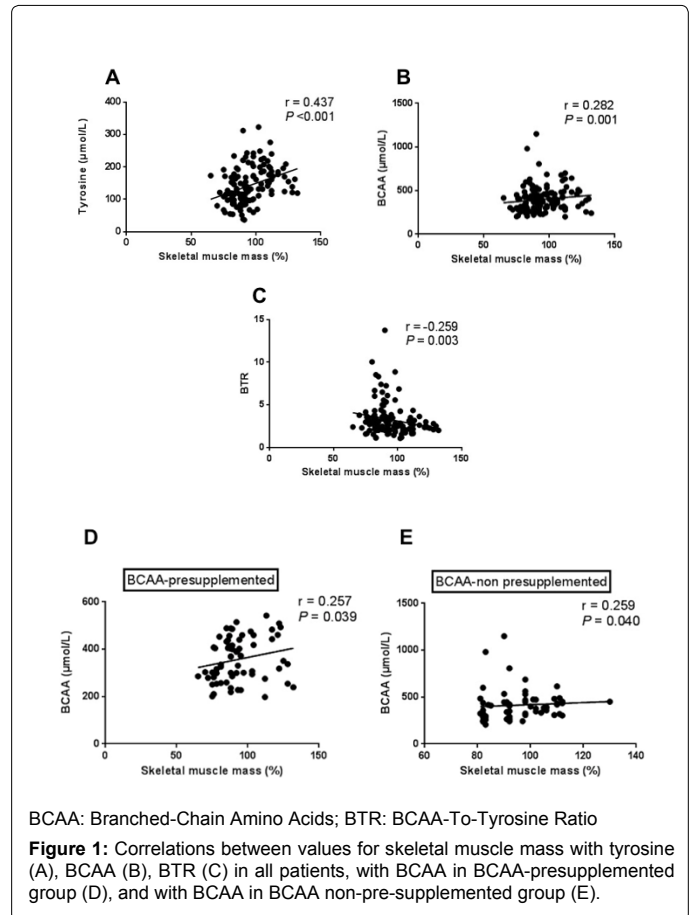 A
r = 0.437
P <0.001
400
300
200
100
0
Tyrosine (µmol/L)
0
50
100
150
Skeletal muscle mass (%)
B
r = 0.282
P = 0.001
1500
1000
500
0
BCAA (µmol/L)
0
50
100
150
Skeletal muscle mass (%)
C
r = -0.259
P = 0.003
15
10
5
0
BTR
0
50
100
150
Skeletal muscle mass (%)
D
BCAA-presupplemented
r = 0.257
P = 0.039
600
400
200
0
BCAA (µmol/L)
0
50
100
150
Skeletal muscle mass (%)
E
BCAA-non presupplemented
r = 0.259
P = 0.040
1500
1000
500
0
BCAA (µmol/L)
60
80
100
120
140
Skeletal muscle mass (%)
BCAA: Branched-Chain Amino Acids; BTR: BCAA-To-Tyrosine Ratio
Figure 1: Correlations between values for skeletal muscle mass with tyrosine
(A), BCAA (B), BTR (C) in all patients, with BCAA in BCAA-presupplemented
group (D), and with BCAA in BCAA non-pre-supplemented group (E).